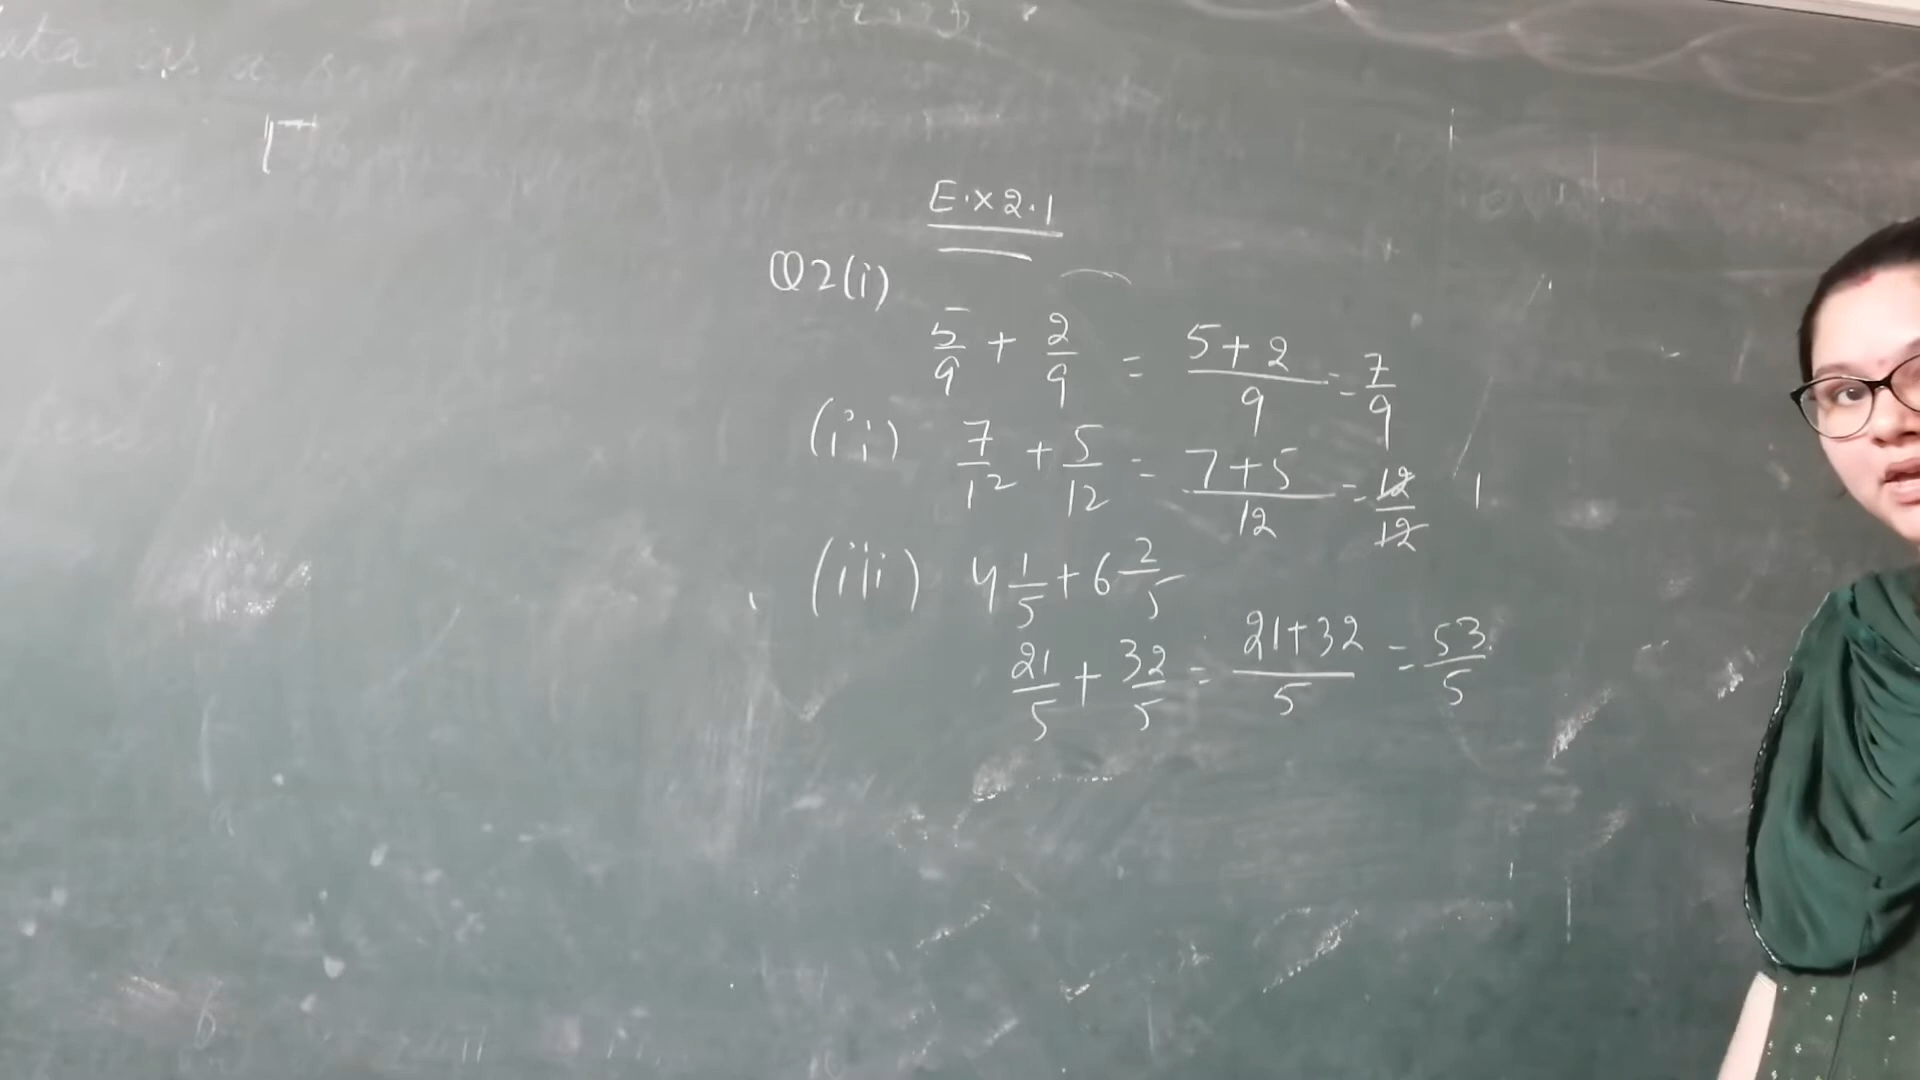 E.x 2.1
Q2(i)
5/9 + 2/9 = 5+2/9 = 7/9
(ii) 7/12 + 5/12 = 7+5/12 = 12/12 1
(iii) 4 1/5 + 6 2/5
21/5 + 32/5 = 21+32/5 = 53/5